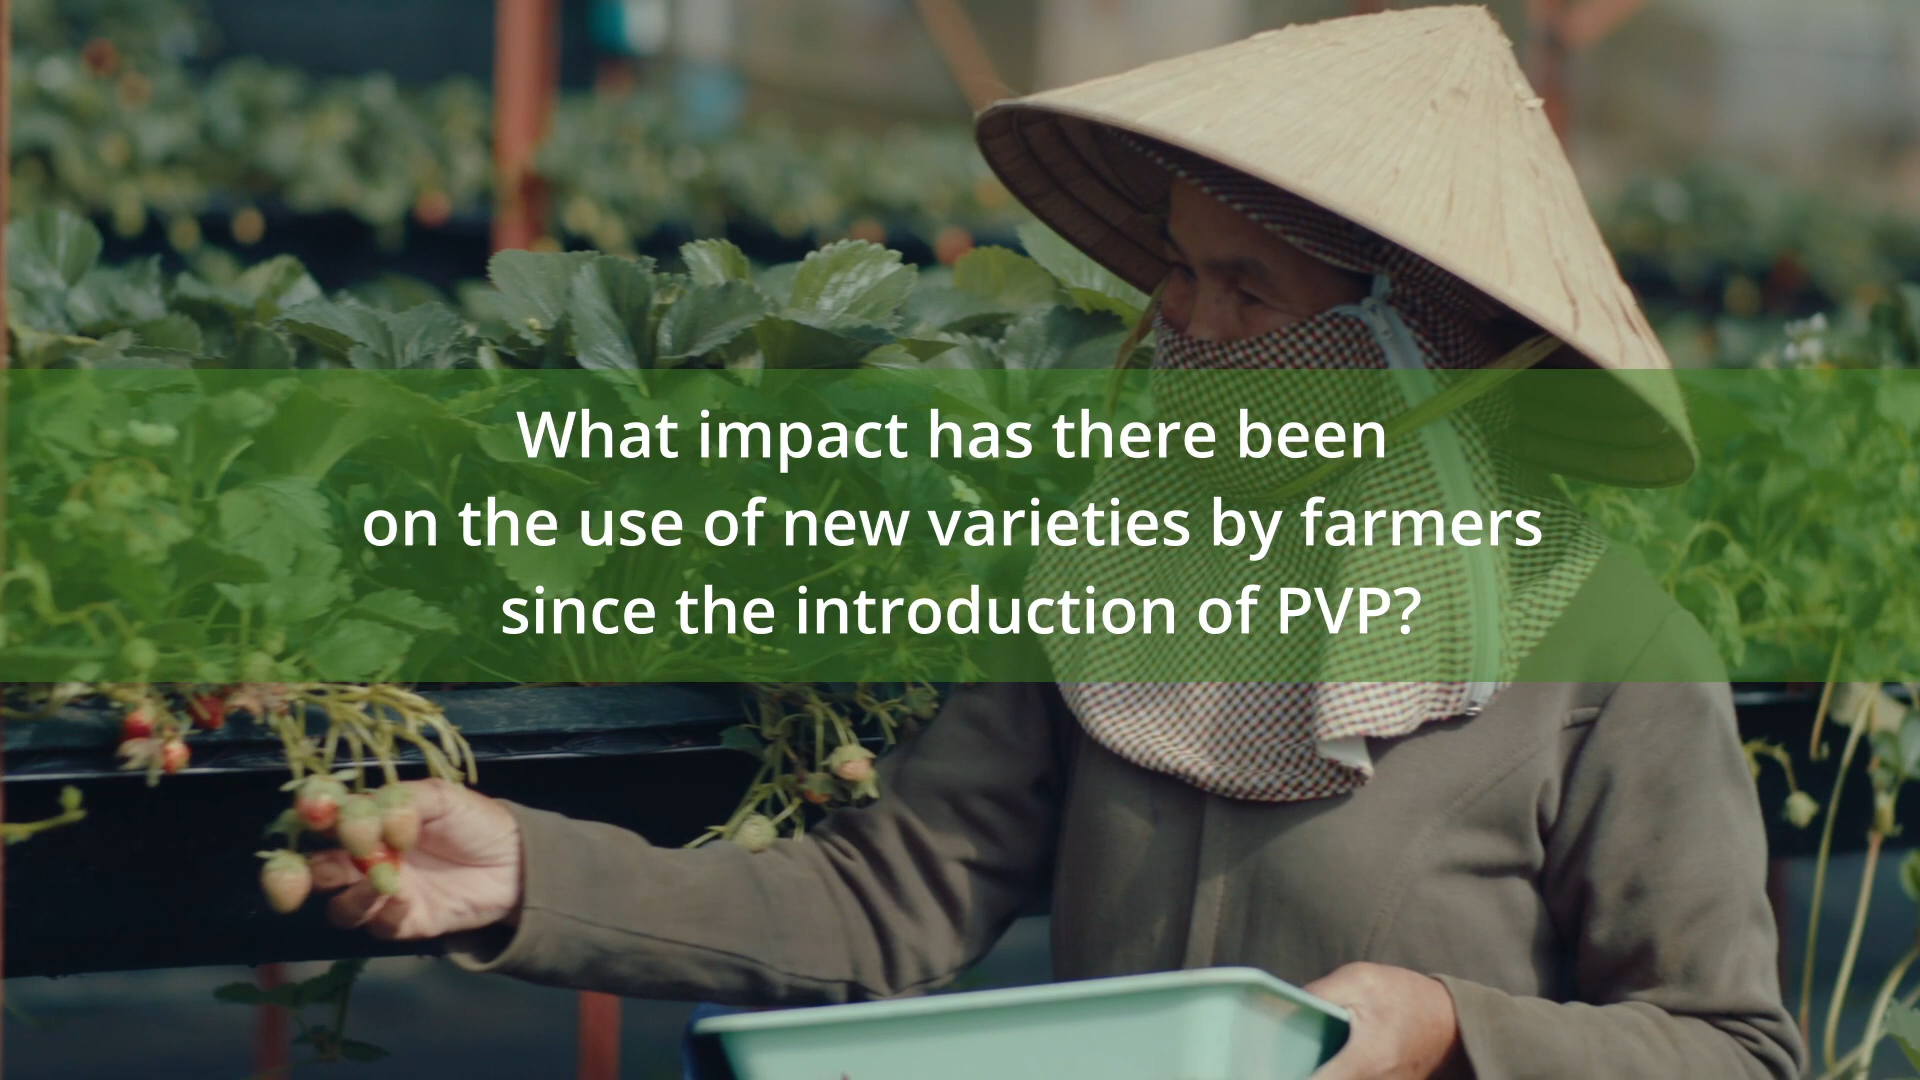 What impact has there been
on the use of new varieties by farmers
since the introduction of PVP?